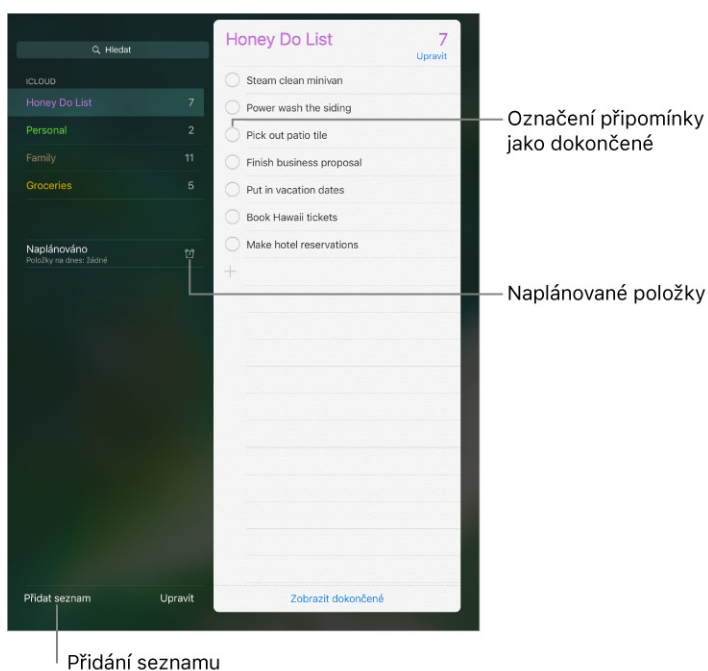 Hledat
ICLOUD
Honey Do List 7
Personal 2
Family 11
Groceries 5
Naplánováno
Položky na dnes: žádné
Přidat seznam Upravit
Honey Do List 7
Upravit
Steam clean minivan
Power wash the siding
Pick out patio tile
Finish business proposal
Put in vacation dates
Book Hawaii tickets
Make hotel reservations
Zobrazit dokončené
Označení připomínky
jako dokončené
Naplánované položky
Přidání seznamu